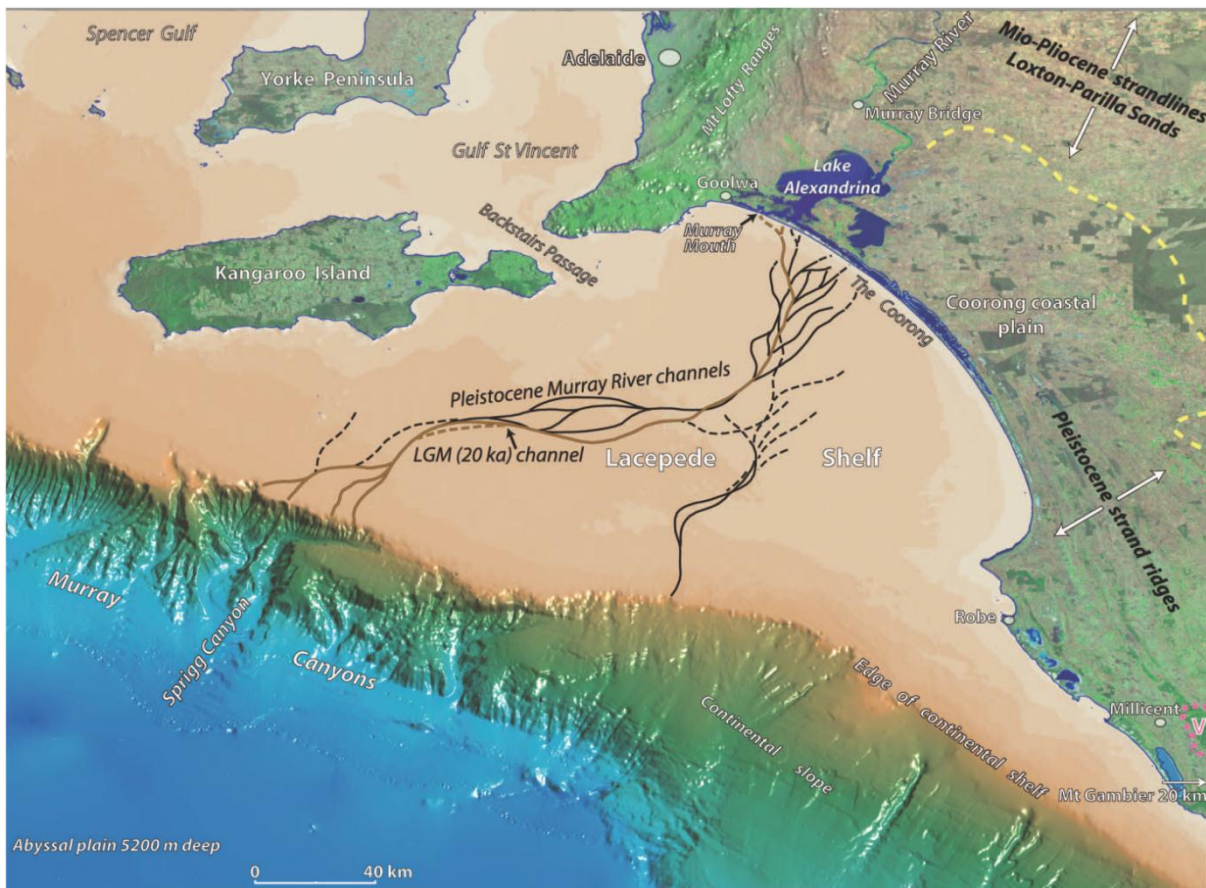 Spencer Gulf
Yorke Peninsula
Adelaide
Mt Lofty Ranges
Murray River
Mio-Pliocene strandlines
Loxton-Parilla Sands
Murray Bridge
Gulf St Vincent
Lake
Alexandrina
Goolwa
Murray
Mouth
Backstairs Passage
Kangaroo Island
The Coorong
Coorong coastal
plain
Pleistocene Murray River channels
LGM (20 ka) channel
Lacepede
Shelf
Pleistocene strand ridges
Murray
Sprigg Canyon
Canyons
Robe
Edge of continental shelf
Continental
slope
Millicent
V
Mt Gambier 20 km
Abyssal plain 5200 m deep
0
40 km